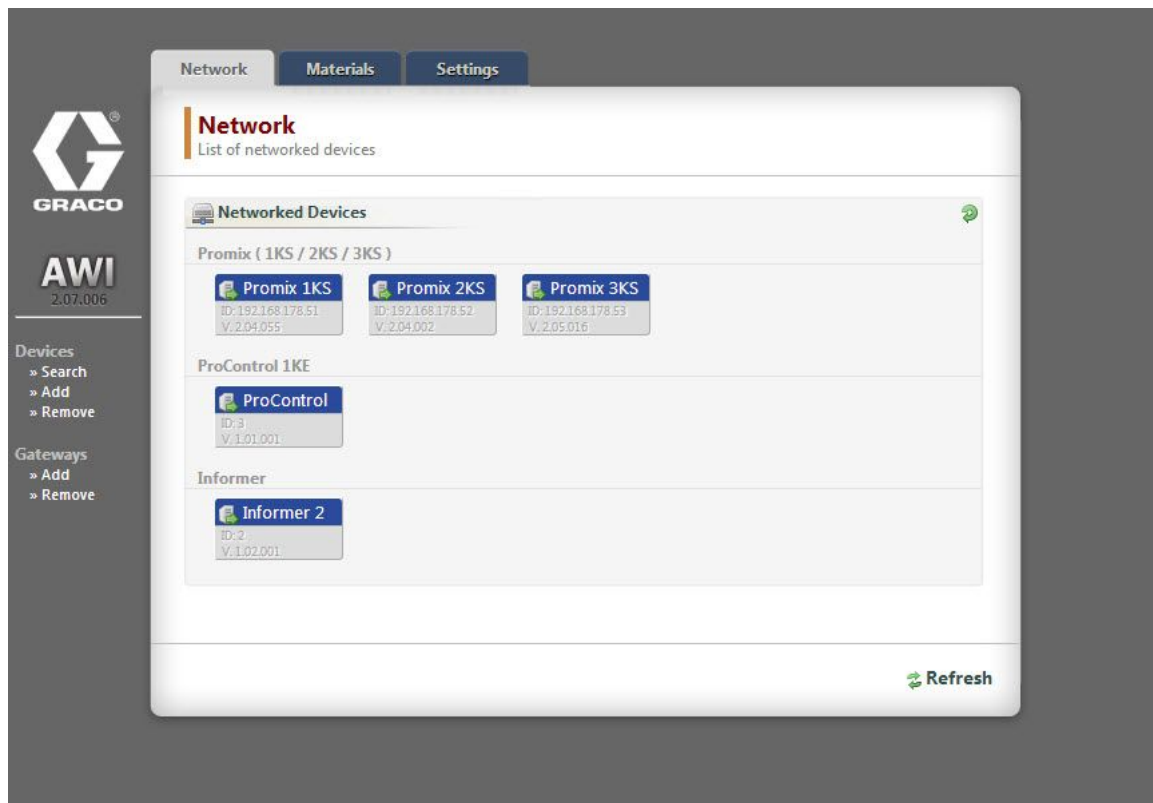 Network Materials Settings
®
GRACO
AWI
2.07.006
Devices
» Search
» Add
» Remove
Gateways
» Add
» Remove
Network
List of networked devices
Networked Devices
Promix ( 1KS / 2KS / 3KS )
Promix 1KS
ID: 192.168.178.51
V. 2.04.055
Promix 2KS
ID: 192.168.178.52
V. 2.04.002
Promix 3KS
ID: 192.168.178.53
V. 2.05.016
ProControl 1KE
ProControl
ID: 3
V. 1.01.001
Informer
Informer 2
ID: 2
V. 1.02.001
Refresh